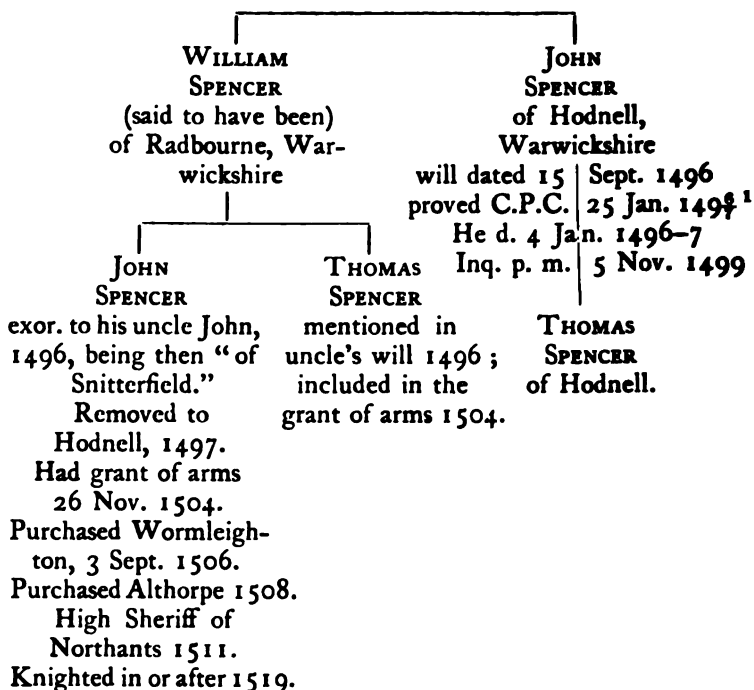 WILLIAM
SPENCER
(said to have been)
of Radbourne, War-
wickshire
JOHN
SPENCER
of Hodnell,
Warwickshire
will dated 15 Sept. 1496
proved C.P.C. 25 Jan.
He d. 4 Jan. 1496–7
Inq. p. m. 5 Nov. 1499
JOHN
SPENCER
exor. to his uncle John,
1496, being then “of
Snitterfield.”
Removed to
Hodnell, 1497.
Had grant of arms
26 Nov. 1504.
Purchased Wormleigh-
ton, 3 Sept. 1506.
Purchased Althorpe 1508.
High Sheriff of
Northants 1511.
Knighted in or after 1519.
THOMAS
SPENCER
mentioned in
uncle's will 1496 ;
included in the
grant of arms 1504.
THOMAS
SPENCER
of Hodnell.